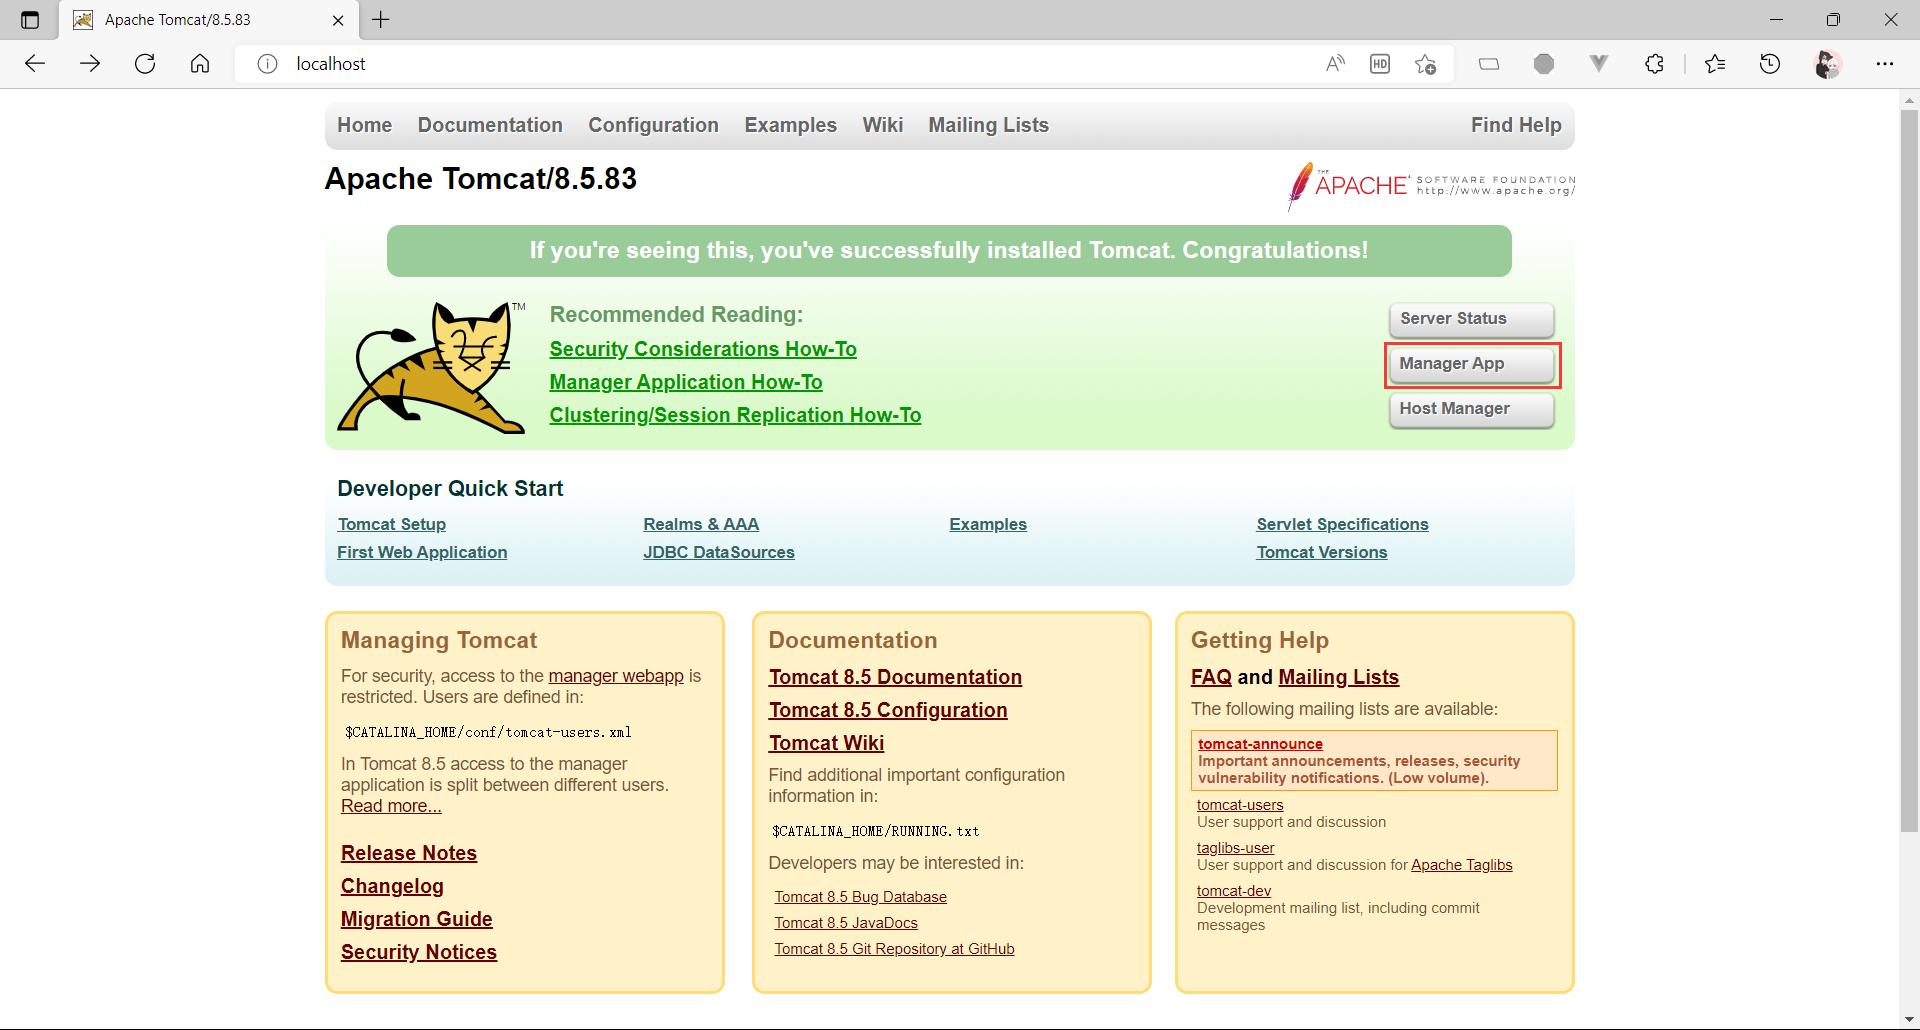 Apache Tomcat/8.5.83
localhost
HD
Home Documentation Configuration Examples Wiki Mailing Lists Find Help
Apache Tomcat/8.5.83
THE APACHE SOFTWARE FOUNDATION
http://www.apache.org/
If you're seeing this, you've successfully installed Tomcat. Congratulations!
TM
Recommended Reading:
Security Considerations How-To
Manager Application How-To
Clustering/Session Replication How-To
Server Status
Manager App
Host Manager
Developer Quick Start
Tomcat Setup
First Web Application
Realms & AAA
JDBC DataSources
Examples
Servlet Specifications
Tomcat Versions
Managing Tomcat
For security, access to the manager webapp is
restricted. Users are defined in:
$CATALINA_HOME/conf/tomcat-users.xml
In Tomcat 8.5 access to the manager
application is split between different users.
Read more...
Release Notes
Changelog
Migration Guide
Security Notices
Documentation
Tomcat 8.5 Documentation
Tomcat 8.5 Configuration
Tomcat Wiki
Find additional important configuration
information in:
$CATALINA_HOME/RUNNING.txt
Developers may be interested in:
Tomcat 8.5 Bug Database
Tomcat 8.5 JavaDocs
Tomcat 8.5 Git Repository at GitHub
Getting Help
FAQ and Mailing Lists
The following mailing lists are available:
tomcat-announce
Important announcements, releases, security
vulnerability notifications. (Low volume).
tomcat-users
User support and discussion
taglibs-user
User support and discussion for Apache Taglibs
tomcat-dev
Development mailing list, including commit
messages